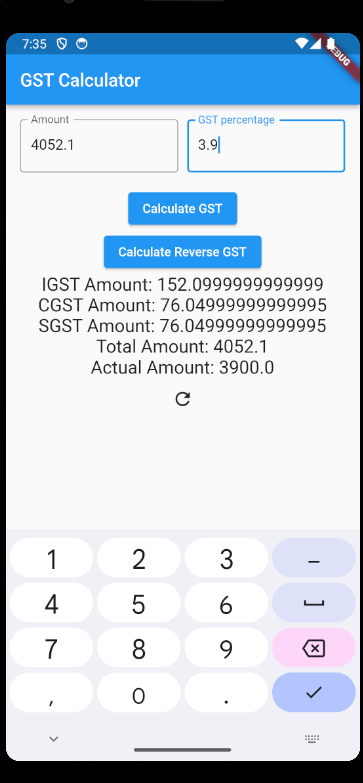 7:35
DEBUG
GST Calculator
Amount
GST percentage
4052.1
3.9
Calculate GST
Calculate Reverse GST
IGST Amount: 152.0999999999999
CGST Amount: 76.04999999999995
SGST Amount: 76.04999999999995
Total Amount: 4052.1
Actual Amount: 3900.0
1 2 3 –
4 5 6
7 8 9
, 0 .